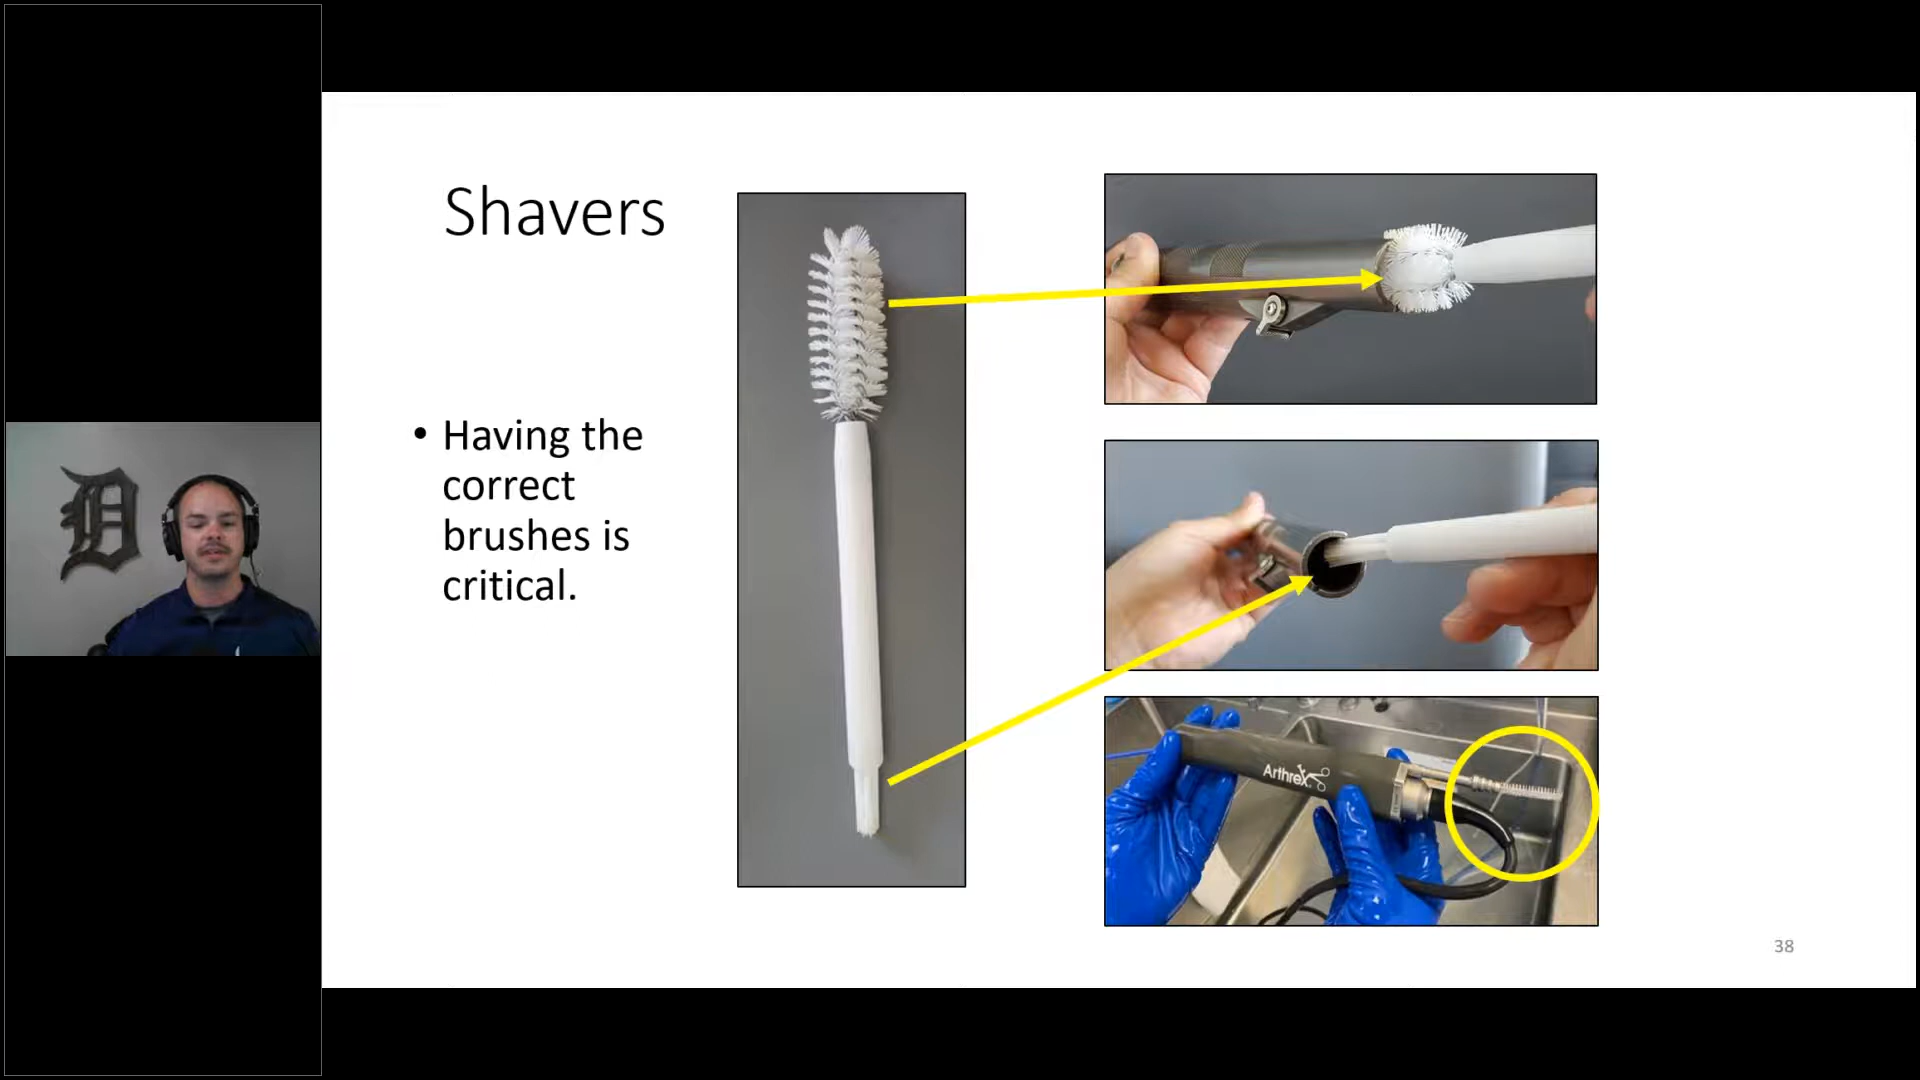 Shavers
• Having the
correct
brushes is
critical.
Arthrex
38